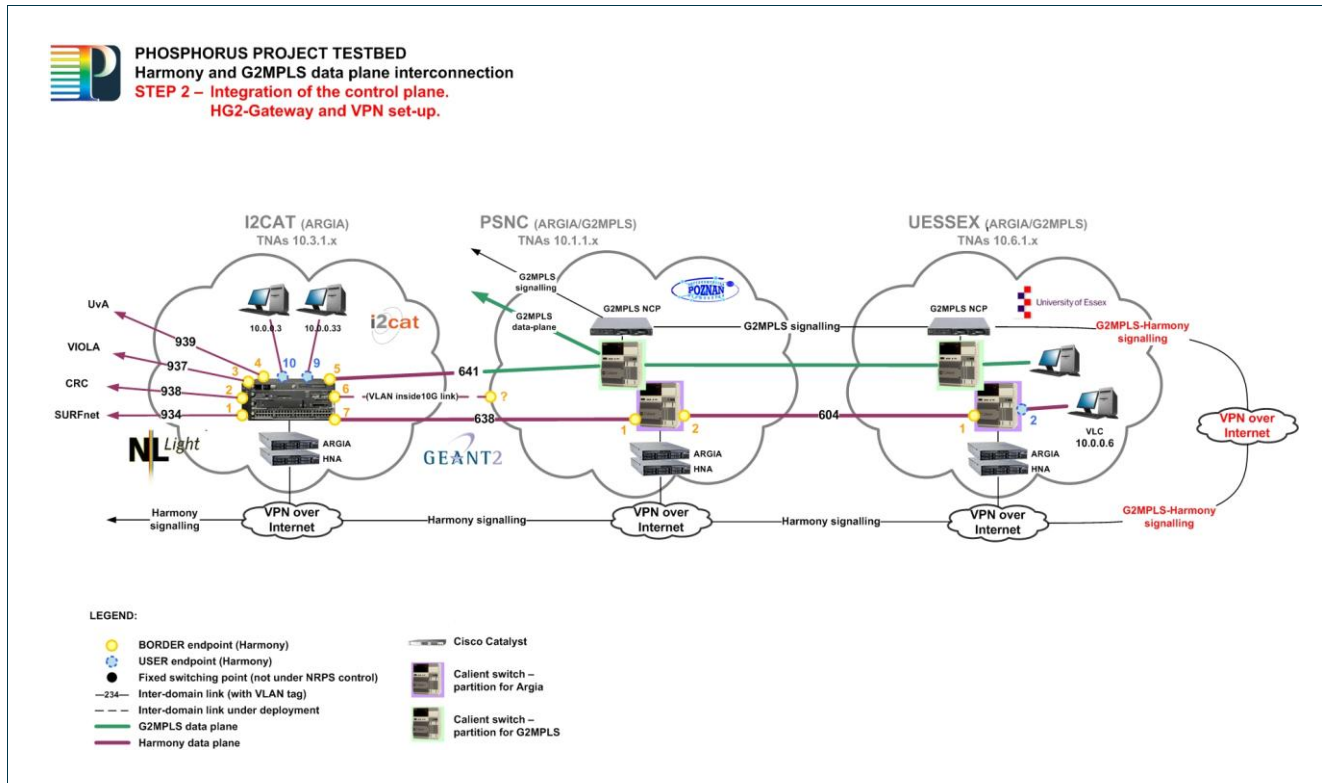 PHOSPHORUS PROJECT TESTBED
Harmony and G2MPLS data plane interconnection
STEP 2 – Integration of the control plane.
HG2-Gateway and VPN set-up.
I2CAT (ARGIA)
TNAs 10.3.1.x
PSNC (ARGIA/G2MPLS)
TNAs 10.1.1.x
UESSEX (ARGIA/G2MPLS)
TNAs 10.6.1.x
G2MPLS
signalling
G2MPLS
data-plane
POZNAŃ
G2MPLS NCP
G2MPLS signalling
G2MPLS NCP
University of Essex
G2MPLS-Harmony
signalling
UvA
VIOLA
CRC
SURFnet
939
937
938
934
10.0.0.3
10.0.0.33
i2cat
10
9
4
3
2
1
5
6
7
641
(VLAN inside10G link)
?
638
1
2
604
1
2
VLC
10.0.0.6
VPN over
Internet
NL Light
GEANT2
ARGIA
HNA
ARGIA
HNA
ARGIA
HNA
Harmony
signalling
VPN over
Internet
Harmony signalling
VPN over
Internet
Harmony signalling
VPN over
Internet
G2MPLS-Harmony
signalling
LEGEND:
BORDER endpoint (Harmony)
USER endpoint (Harmony)
Fixed switching point (not under NRPS control)
—234— Inter-domain link (with VLAN tag)
Inter-domain link under deployment
G2MPLS data plane
Harmony data plane
Cisco Catalyst
Calient switch –
partition for Argia
Calient switch –
partition for G2MPLS